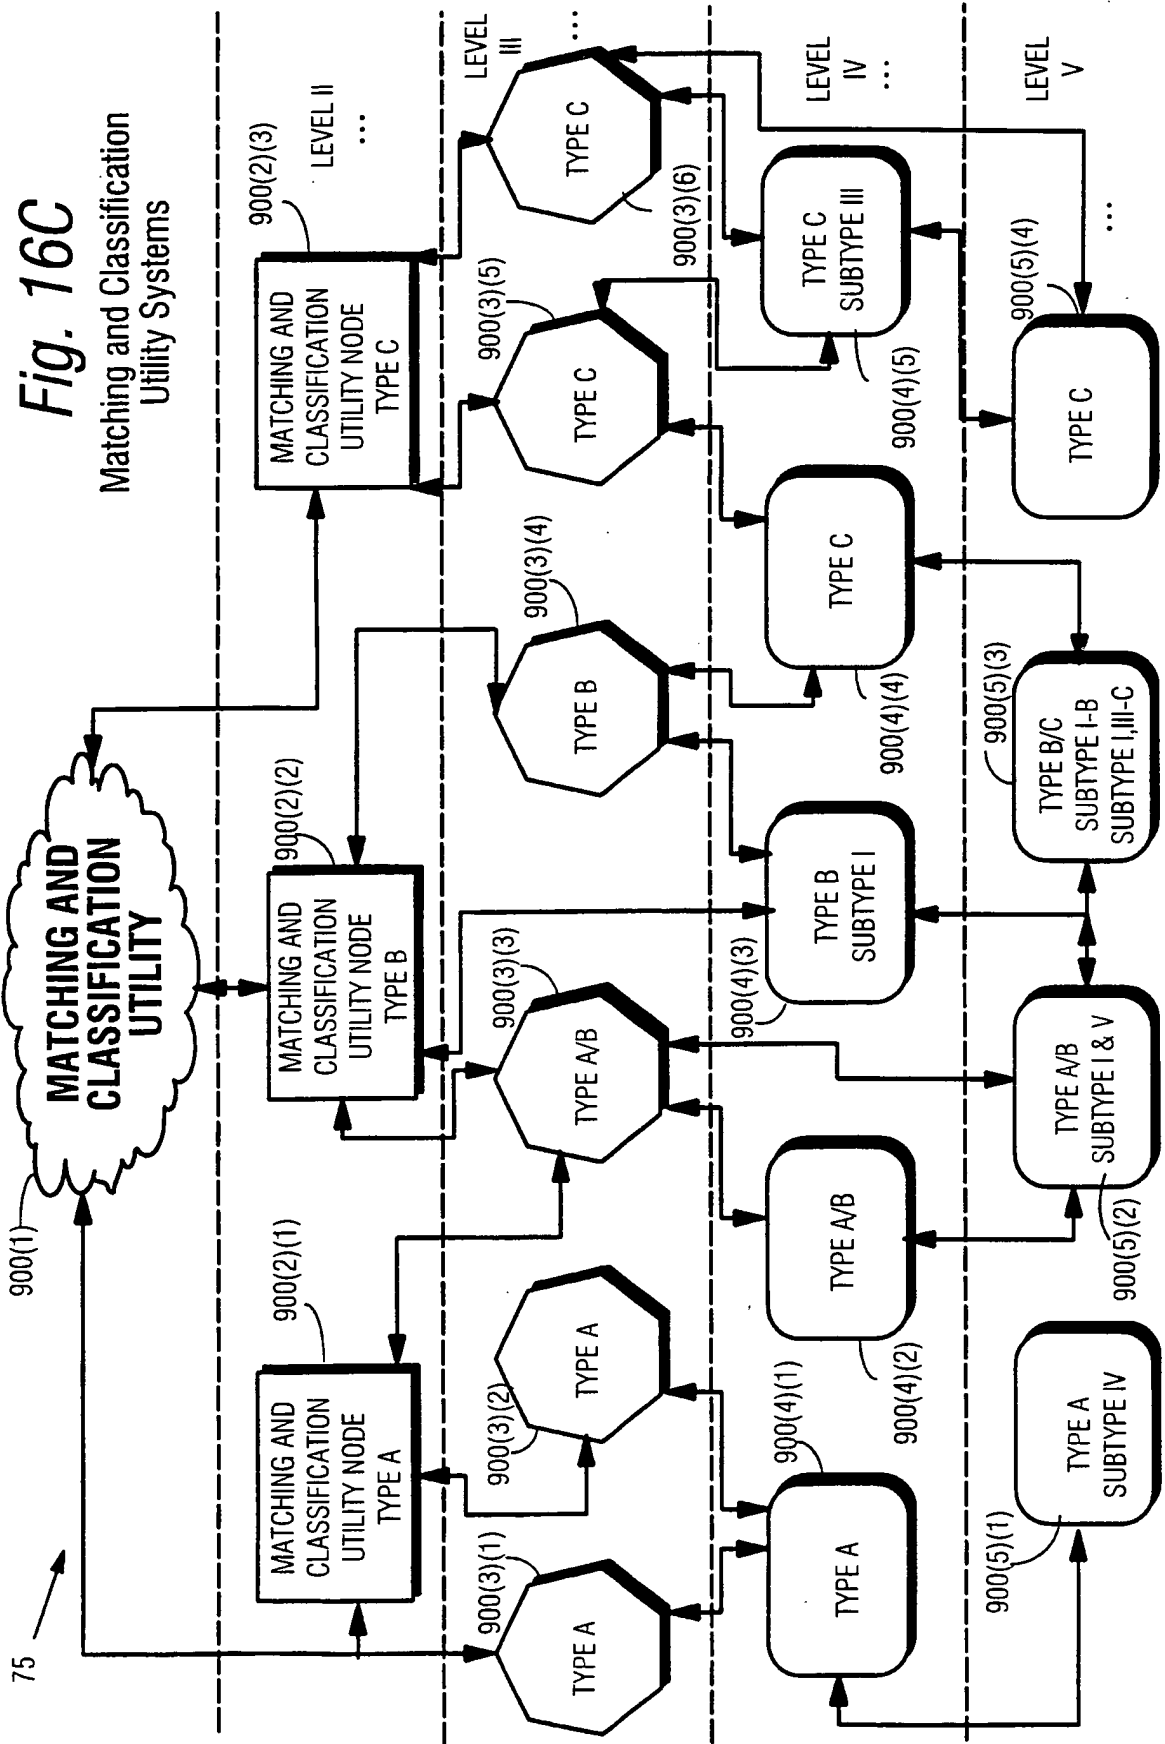 Fig. 16C
Matching and Classification
Utility Systems
75
900(1)
MATCHING AND
CLASSIFICATION
UTILITY
LEVEL II
...
900(2)(1)
MATCHING AND
CLASSIFICATION
UTILITY NODE
TYPE A
900(2)(2)
MATCHING AND
CLASSIFICATION
UTILITY NODE
TYPE B
900(2)(3)
MATCHING AND
CLASSIFICATION
UTILITY NODE
TYPE C
LEVEL
III
...
900(3)(1)
TYPE A
900(3)(2)
TYPE A
900(3)(3)
TYPE A/B
900(3)(4)
TYPE B
900(3)(5)
TYPE C
900(3)(6)
TYPE C
LEVEL
IV
...
900(4)(1)
TYPE A
900(4)(2)
TYPE A/B
900(4)(3)
TYPE B
SUBTYPE I
900(4)(4)
TYPE C
900(4)(5)
TYPE C
SUBTYPE III
LEVEL
V
...
900(5)(1)
TYPE A
SUBTYPE IV
900(5)(2)
TYPE A/B
SUBTYPE I & V
900(5)(3)
TYPE B/C
SUBTYPE I-B
SUBTYPE I,III-C
900(5)(4)
TYPE C